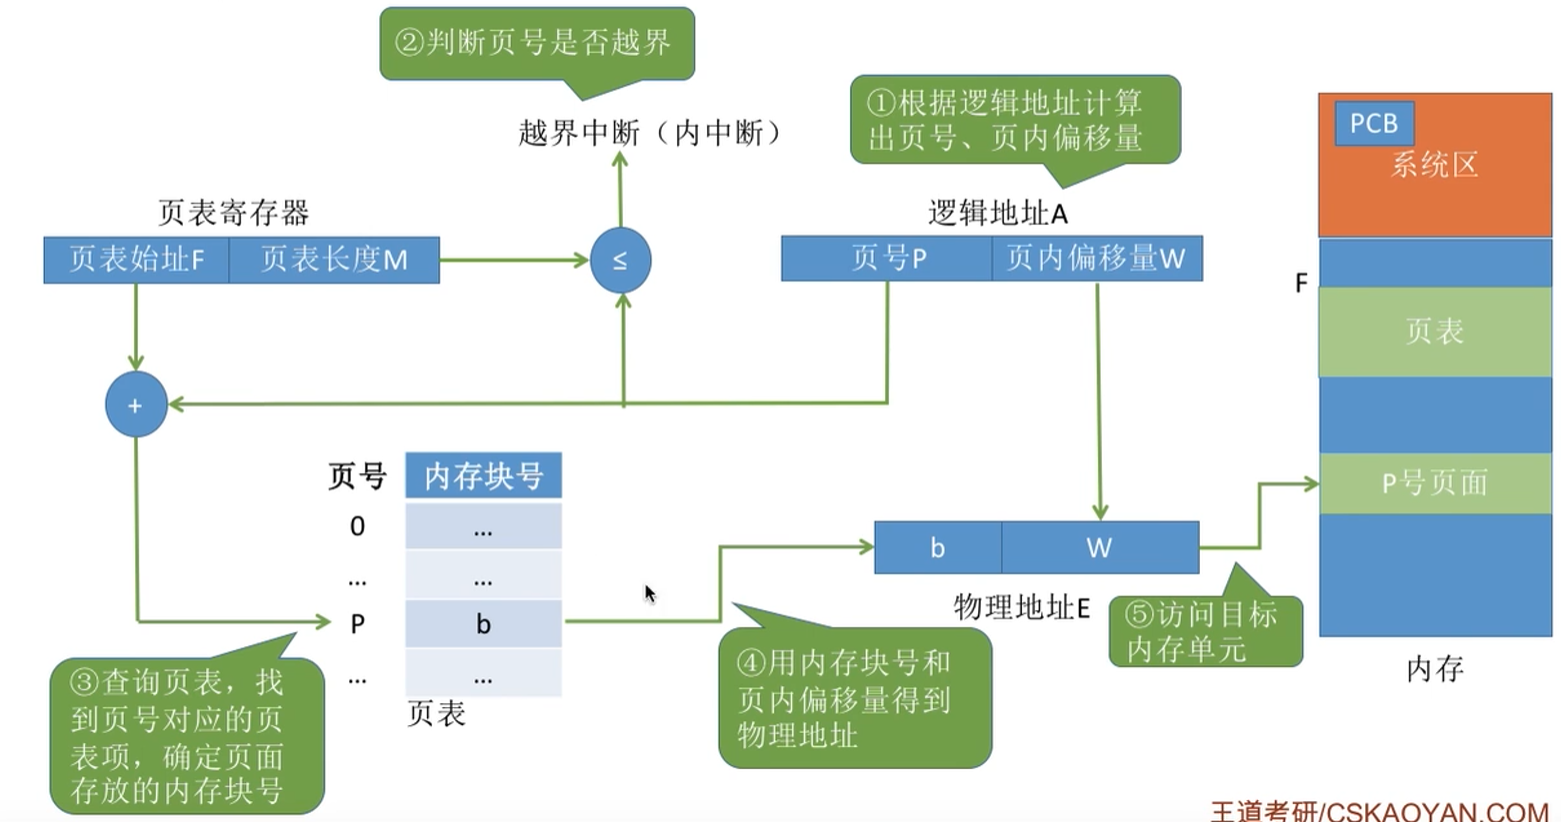 ②判断页号是否越界
①根据逻辑地址计算
出页号、页内偏移量
PCB
系统区
越界中断（内中断）
页表寄存器
逻辑地址A
页表始址F
页表长度M
≤
页号P
页内偏移量W
F
页表
+
页号
内存块号
P号页面
0
...
...
...
P
b
...
...
页表
b
W
物理地址E
⑤访问目标
内存单元
内存
③查询页表，找
到页号对应的页
表项，确定页面
存放的内存块号
④用内存块号和
页内偏移量得到
物理地址
王道考研/CSKAOYAN.COM